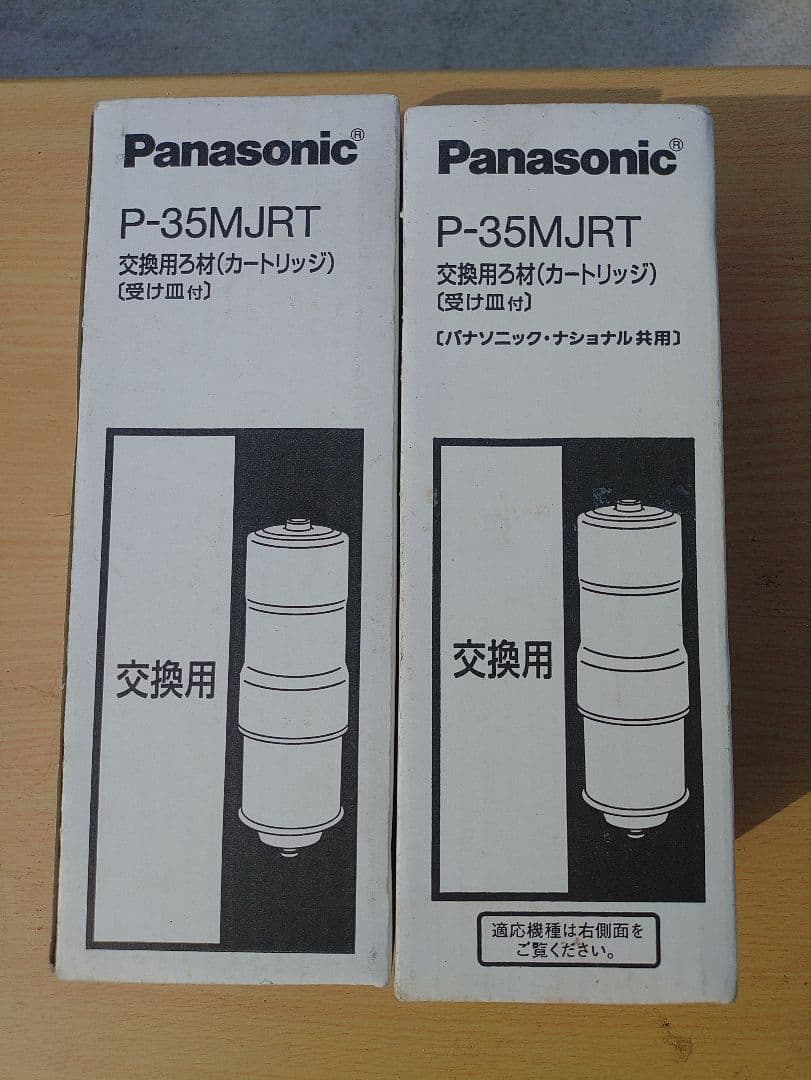 Panasonic®
P-35MJRT
交換用ろ材(カートリッジ)
〔受け皿付〕
交換用
Panasonic®
P-35MJRT
交換用ろ材(カートリッジ)
〔受け皿付〕
〔パナソニック・ナショナル共用〕
交換用
適応機種は右側面を
ご覧ください。